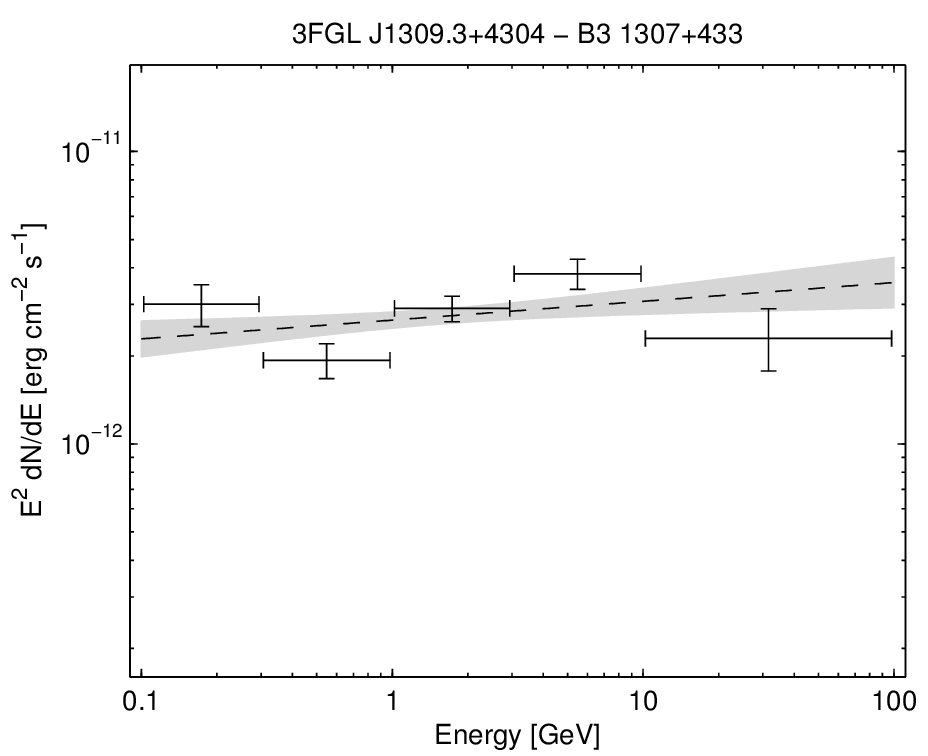 3FGL J1309.3+4304 − B3 1307+433
10⁻¹¹
10⁻¹²
E² dN/dE [erg cm⁻² s⁻¹]
0.1 1 10 100
Energy [GeV]